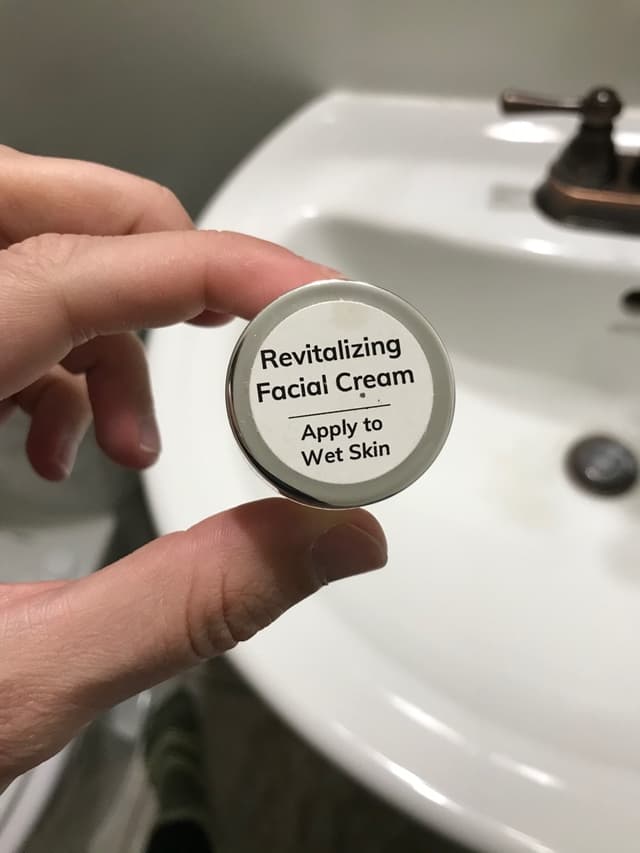 Revitalizing
Facial Cream
Apply to
Wet Skin